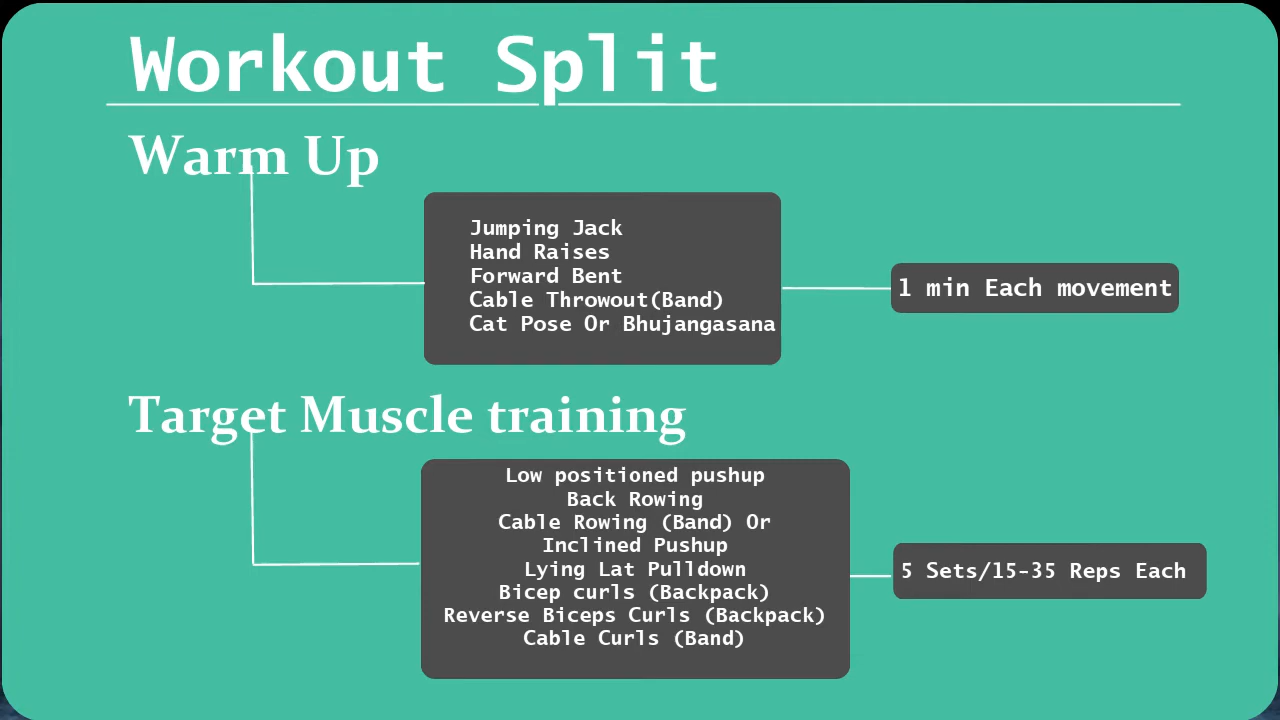 Workout Split
Warm Up
Jumping Jack
Hand Raises
Forward Bent
Cable Throwout(Band)
Cat Pose Or Bhujangasana
1 min Each movement
Target Muscle training
Low positioned pushup
Back Rowing
Cable Rowing (Band) Or
Inclined Pushup
Lying Lat Pulldown
Bicep curls (Backpack)
Reverse Biceps Curls (Backpack)
Cable Curls (Band)
5 Sets/15-35 Reps Each